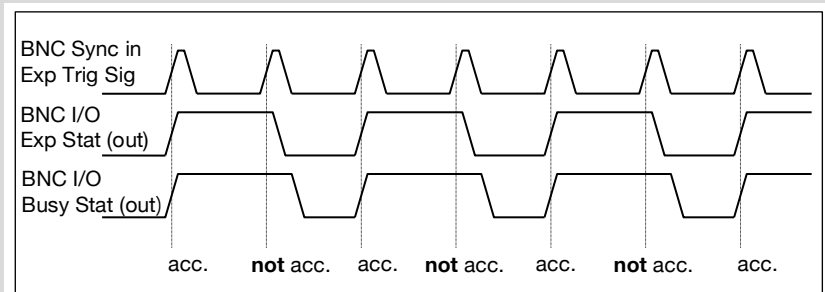 BNC Sync in
Exp Trig Sig
BNC I/O
Exp Stat (out)
BNC I/O
Busy Stat (out)
acc. not acc. acc. not acc. acc. not acc. acc.